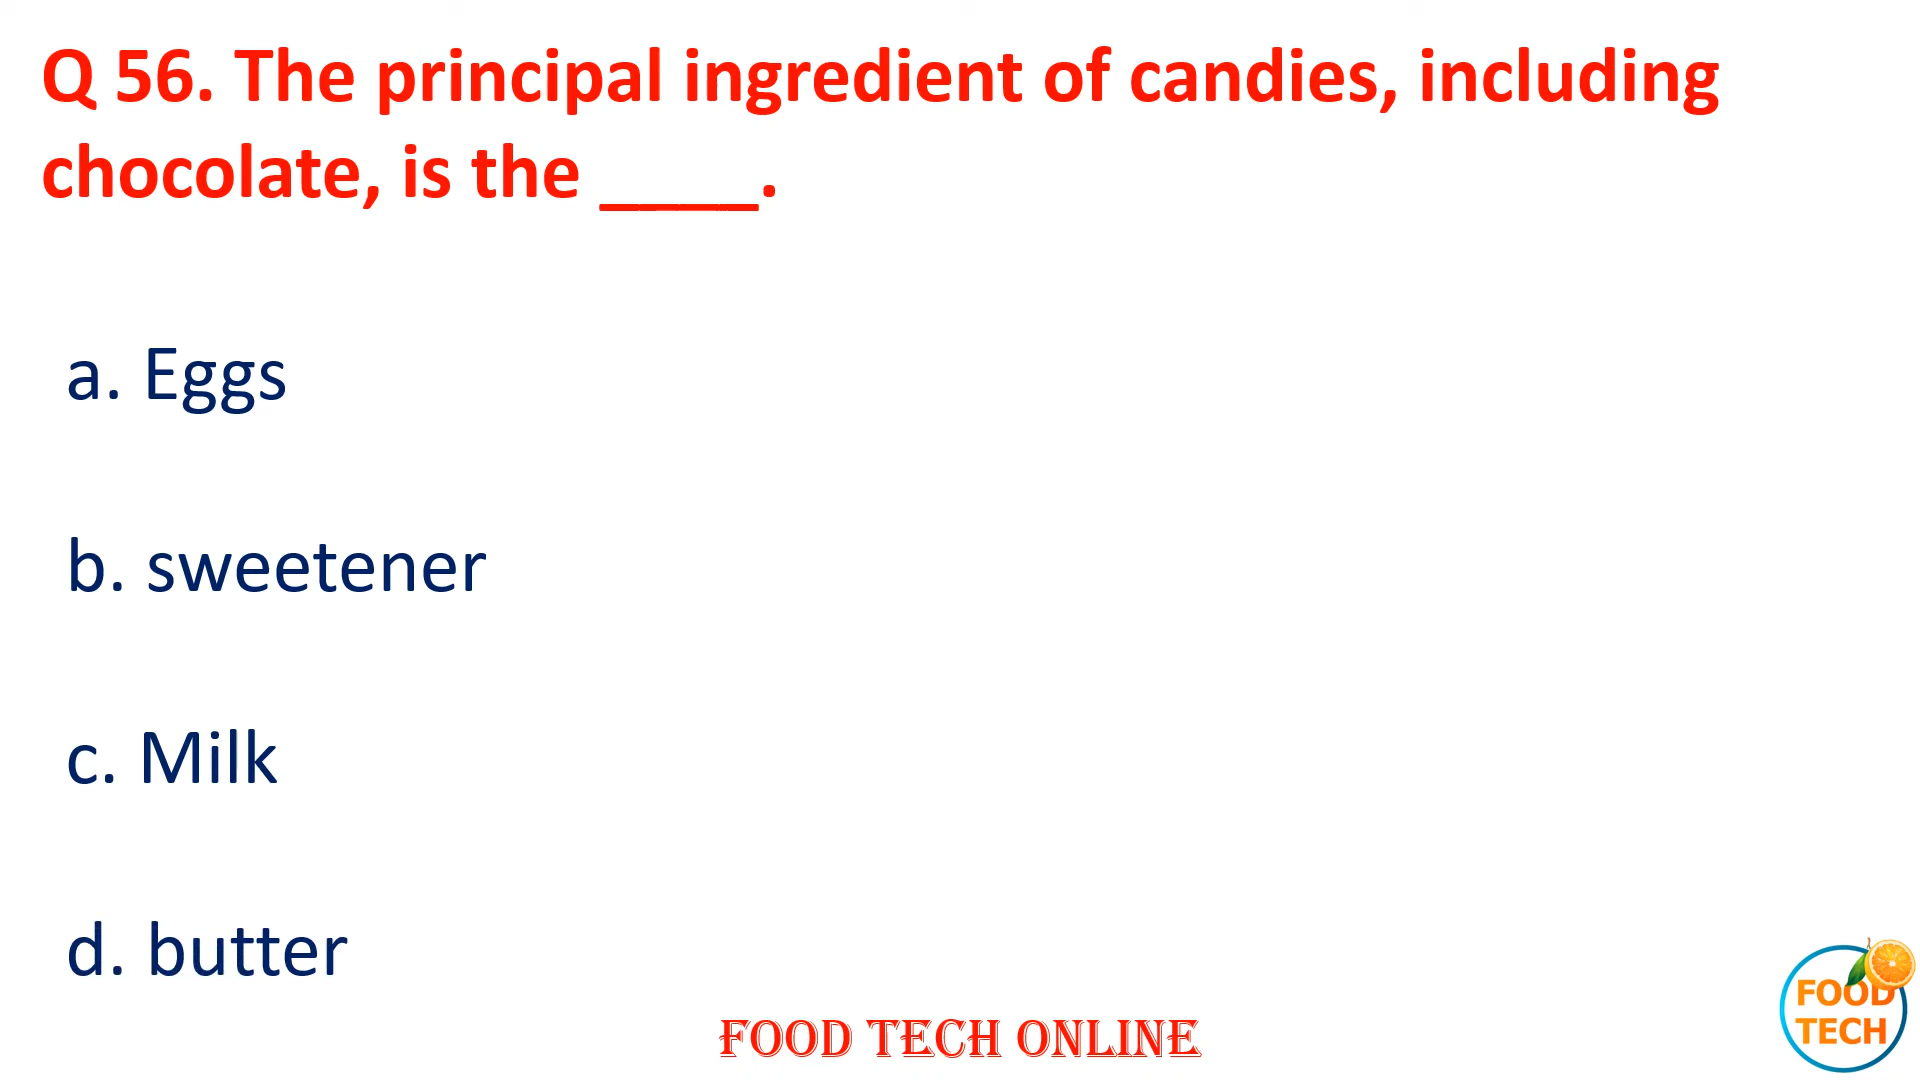 Q 56. The principal ingredient of candies, including
chocolate, is the ____.
a. Eggs
b. sweetener
c. Milk
d. butter
FOOD TECH ONLINE
FOOD
TECH